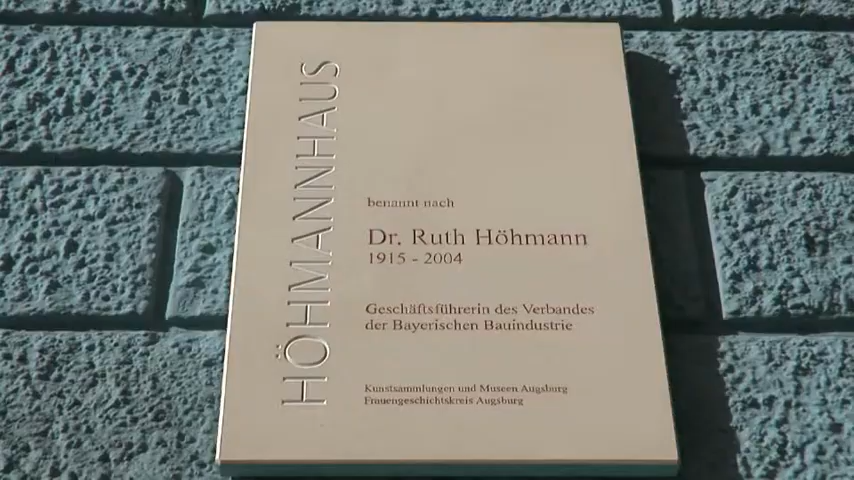 HÖHMANNHAUS
benannt nach
Dr. Ruth Höhmann
1915 - 2004
Geschäftsführerin des Verbandes
der Bayerischen Bauindustrie
Kunstsammlungen und Museen Augsburg
Frauengeschichtskreis Augsburg